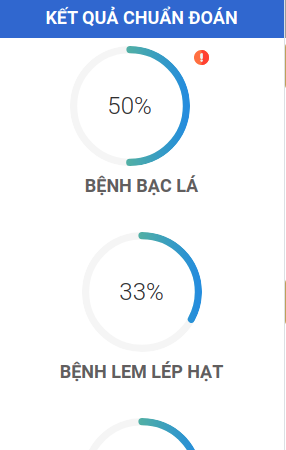 KẾT QUẢ CHUẨN ĐOÁN
50%
BỆNH BẠC LÁ
33%
BỆNH LEM LÉP HẠT